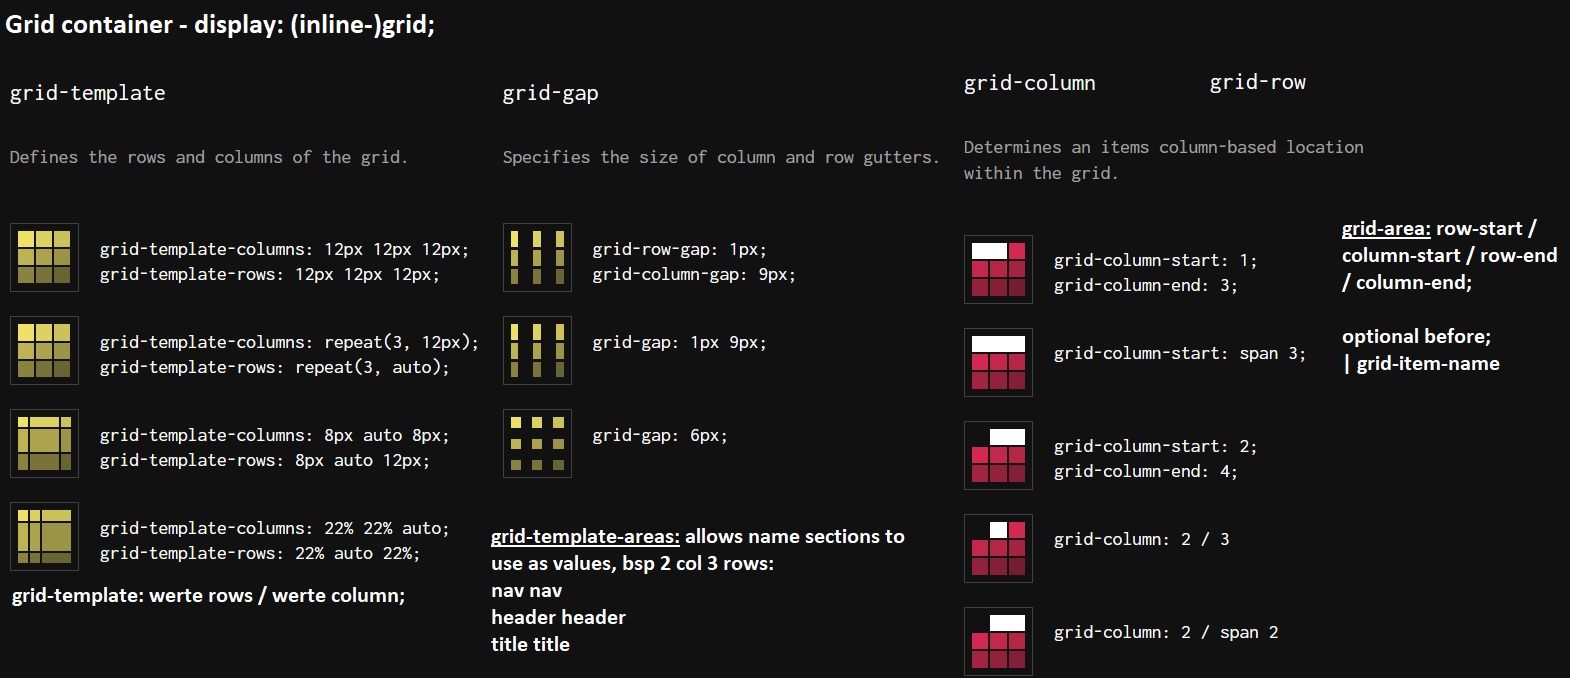 Grid container - display: (inline-)grid;
grid-template
Defines the rows and columns of the grid.
grid-template-columns: 12px 12px 12px;
grid-template-rows: 12px 12px 12px;
grid-template-columns: repeat(3, 12px);
grid-template-rows: repeat(3, auto);
grid-template-columns: 8px auto 8px;
grid-template-rows: 8px auto 12px;
grid-template-columns: 22% 22% auto;
grid-template-rows: 22% auto 22%;
grid-template: werte rows / werte column;
grid-gap
Specifies the size of column and row gutters.
grid-row-gap: 1px;
grid-column-gap: 9px;
grid-gap: 1px 9px;
grid-gap: 6px;
grid-template-areas: allows name sections to
use as values, bsp 2 col 3 rows:
nav nav
header header
title title
grid-column
grid-row
Determines an items column-based location
within the grid.
grid-column-start: 1;
grid-column-end: 3;
grid-column-start: span 3;
grid-column-start: 2;
grid-column-end: 4;
grid-column: 2 / 3
grid-column: 2 / span 2
grid-area: row-start /
column-start / row-end
/ column-end;
optional before;
| grid-item-name